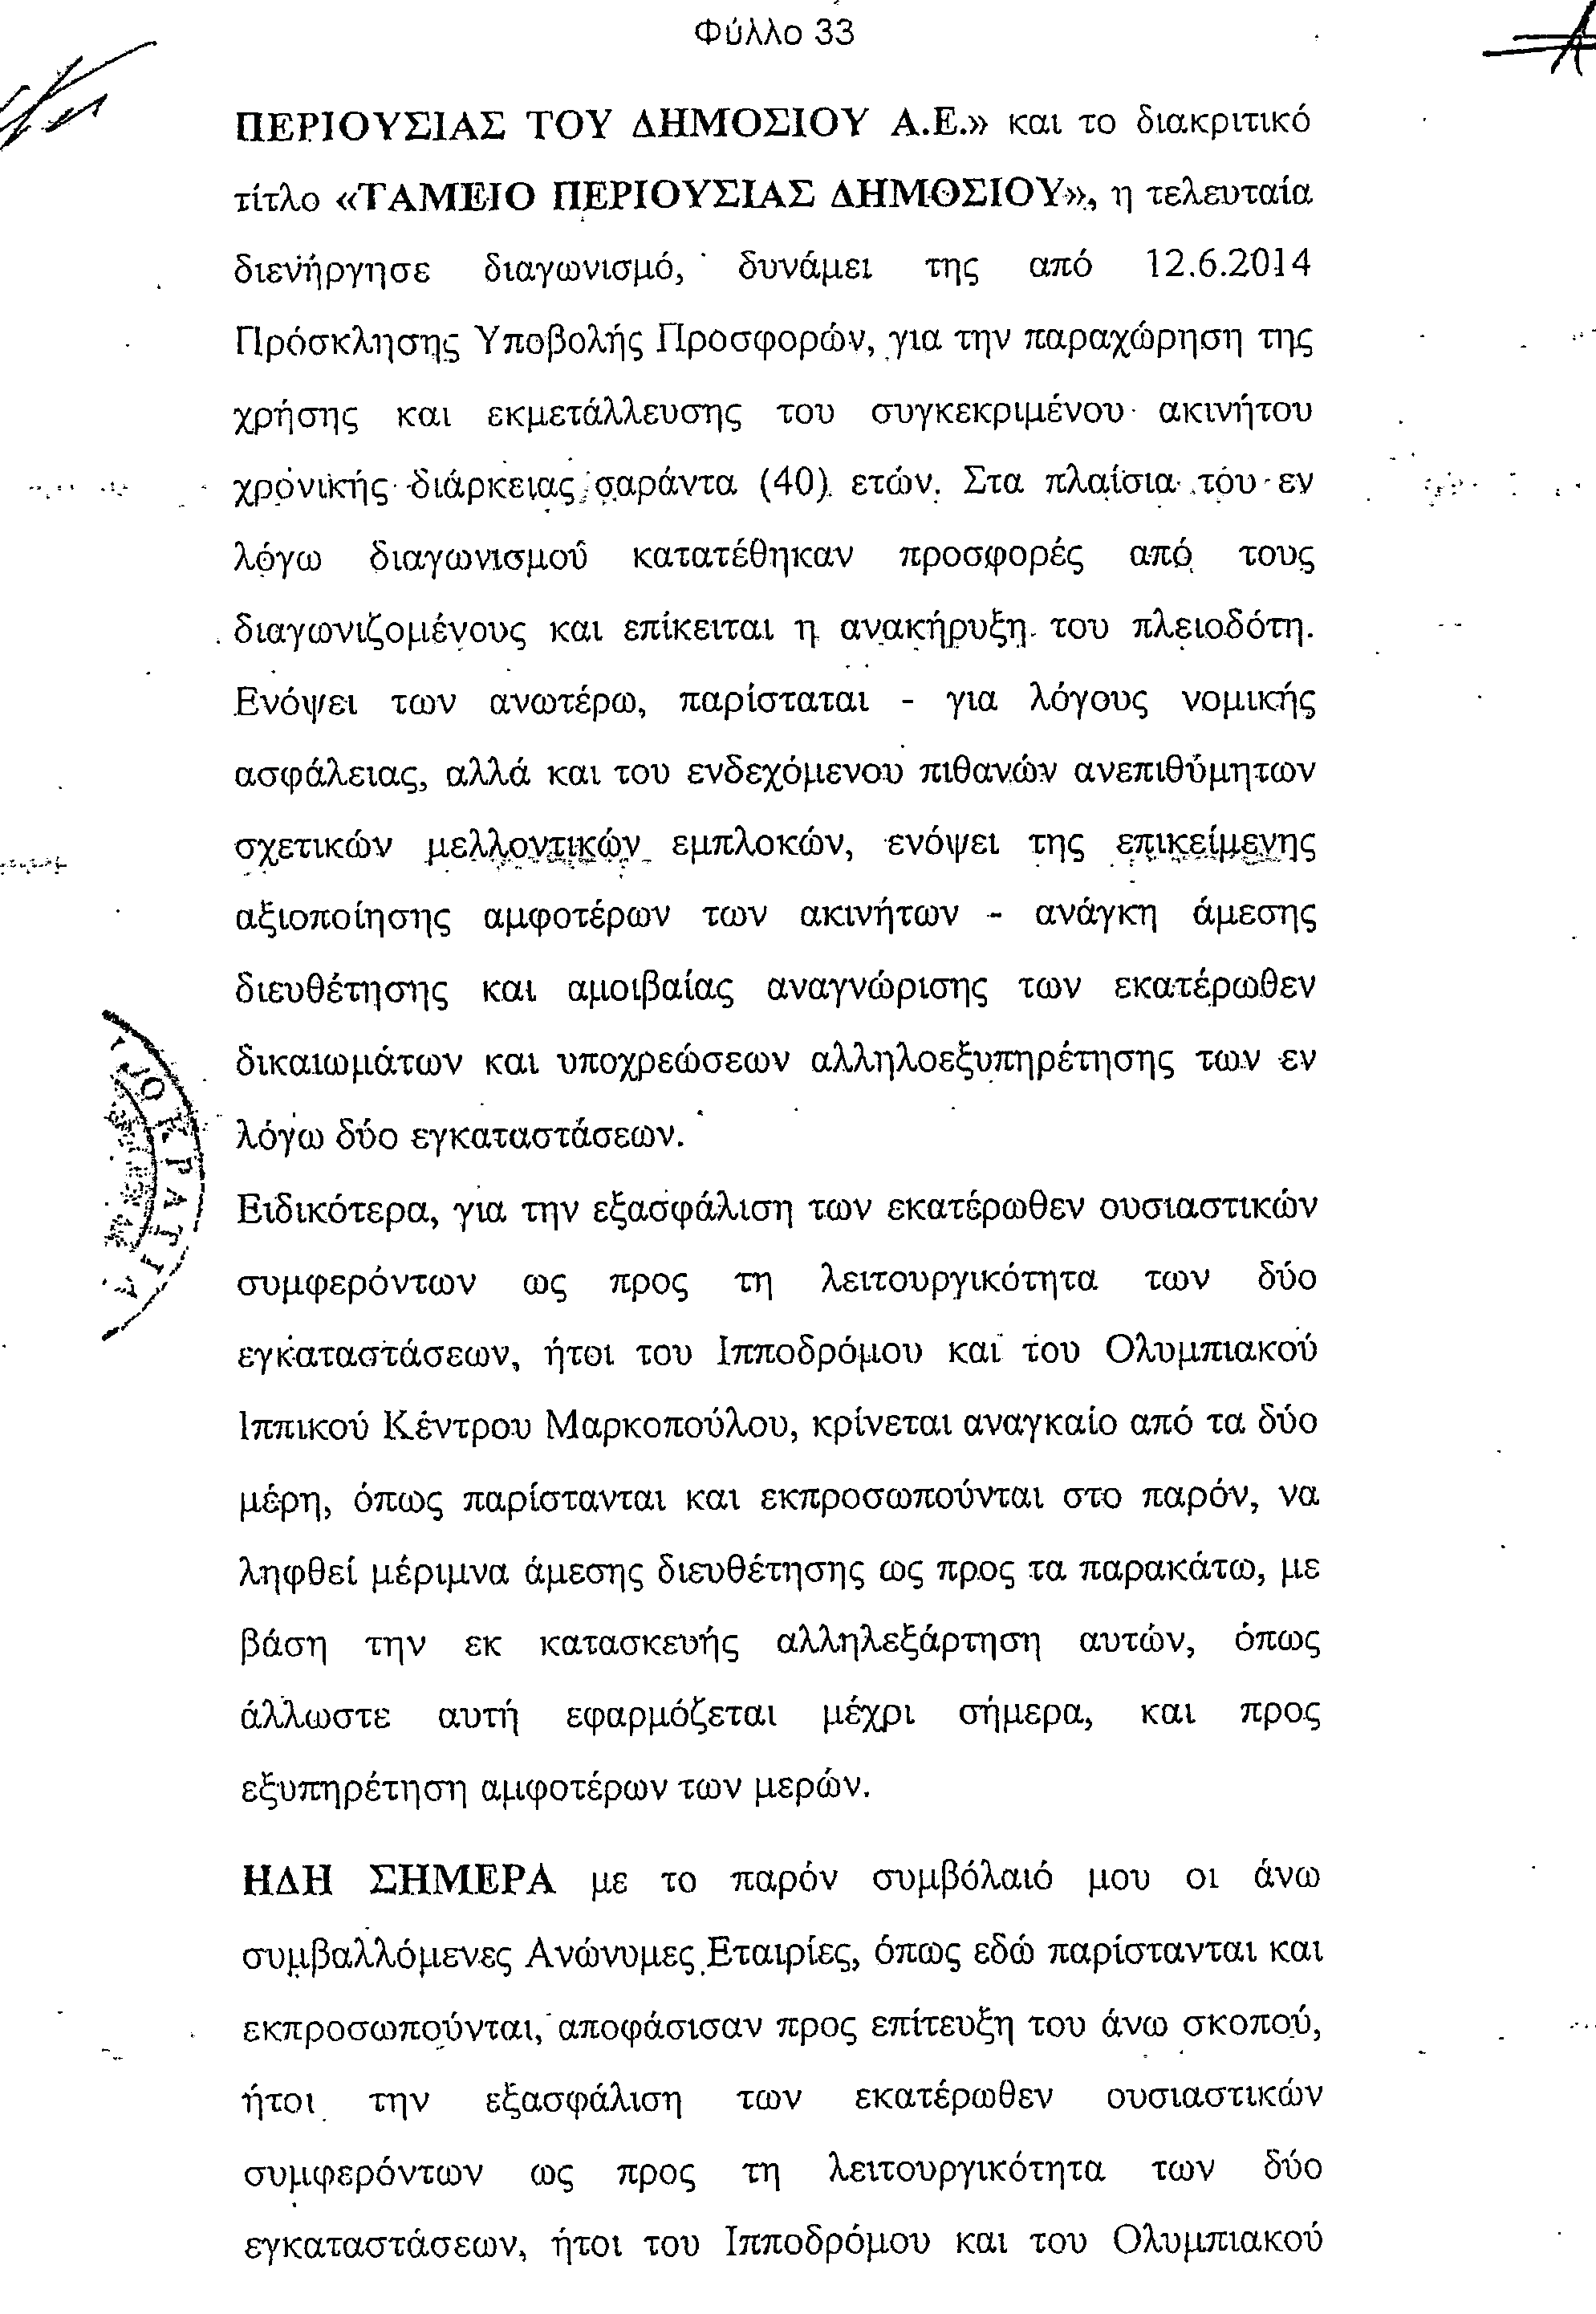 Φύλλο 33
ΠΕΡΙΟΥΣΙΑΣ ΤΟΥ ΔΗΜΟΣΙΟΥ Α.Ε.» και το διακριτικό
τίτλο «ΤΑΜΕΙΟ ΠΕΡΙΟΥΣΙΑΣ ΔΗΜΟΣΙΟΥ», η τελευταία
διενήργησε διαγωνισμό, δυνάμει της από 12.6.2014
Πρόσκλησης Υποβολής Προσφορών, για την παραχώρηση της
χρήσης και εκμετάλλευσης του συγκεκριμένου ακινήτου
χρονικής διάρκειας σαράντα (40) ετών. Στα πλαίσια του εν
λόγω διαγωνισμού κατατέθηκαν προσφορές από τους
διαγωνιζομένους και επίκειται η ανακήρυξη του πλειοδότη.
Ενόψει των ανωτέρω, παρίσταται - για λόγους νομικής
ασφάλειας, αλλά και του ενδεχόμενου πιθανών ανεπιθύμητων
σχετικών μελλοντικών εμπλοκών, ενόψει της επικείμενης
αξιοποίησης αμφοτέρων των ακινήτων - ανάγκη άμεσης
διευθέτησης και αμοιβαίας αναγνώρισης των εκατέρωθεν
δικαιωμάτων και υποχρεώσεων αλληλοεξυπηρέτησης των εν
λόγω δύο εγκαταστάσεων.
Ειδικότερα, για την εξασφάλιση των εκατέρωθεν ουσιαστικών
συμφερόντων ως προς τη λειτουργικότητα των δύο
εγκαταστάσεων, ήτοι του Ιπποδρόμου και του Ολυμπιακού
Ιππικού Κέντρου Μαρκοπούλου, κρίνεται αναγκαίο από τα δύο
μέρη, όπως παρίστανται και εκπροσωπούνται στο παρόν, να
ληφθεί μέριμνα άμεσης διευθέτησης ως προς τα παρακάτω, με
βάση την εκ κατασκευής αλληλεξάρτηση αυτών, όπως
άλλωστε αυτή εφαρμόζεται μέχρι σήμερα, και προς
εξυπηρέτηση αμφοτέρων των μερών.
ΗΔΗ ΣΗΜΕΡΑ με το παρόν συμβόλαιό μου οι άνω
συμβαλλόμενες Ανώνυμες Εταιρίες, όπως εδώ παρίστανται και
εκπροσωπούνται, αποφάσισαν προς επίτευξη του άνω σκοπού,
ήτοι την εξασφάλιση των εκατέρωθεν ουσιαστικών
συμφερόντων ως προς τη λειτουργικότητα των δύο
εγκαταστάσεων, ήτοι του Ιπποδρόμου και του Ολυμπιακού